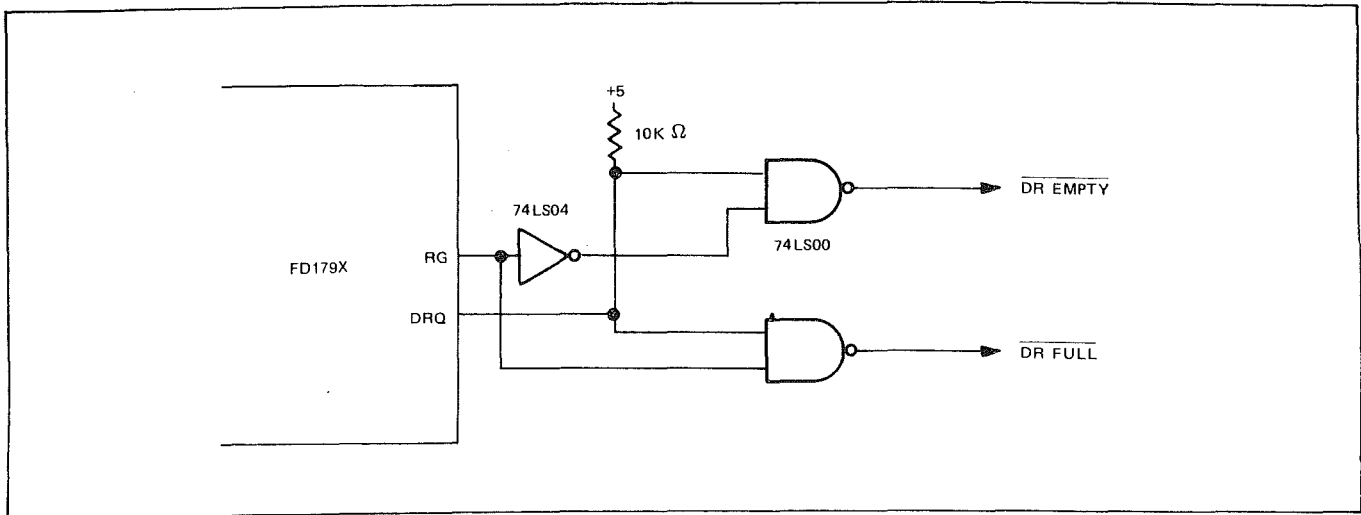 +5
10K Ω
DR EMPTY
74LS04
74LS00
RG
FD179X
DRQ
DR FULL